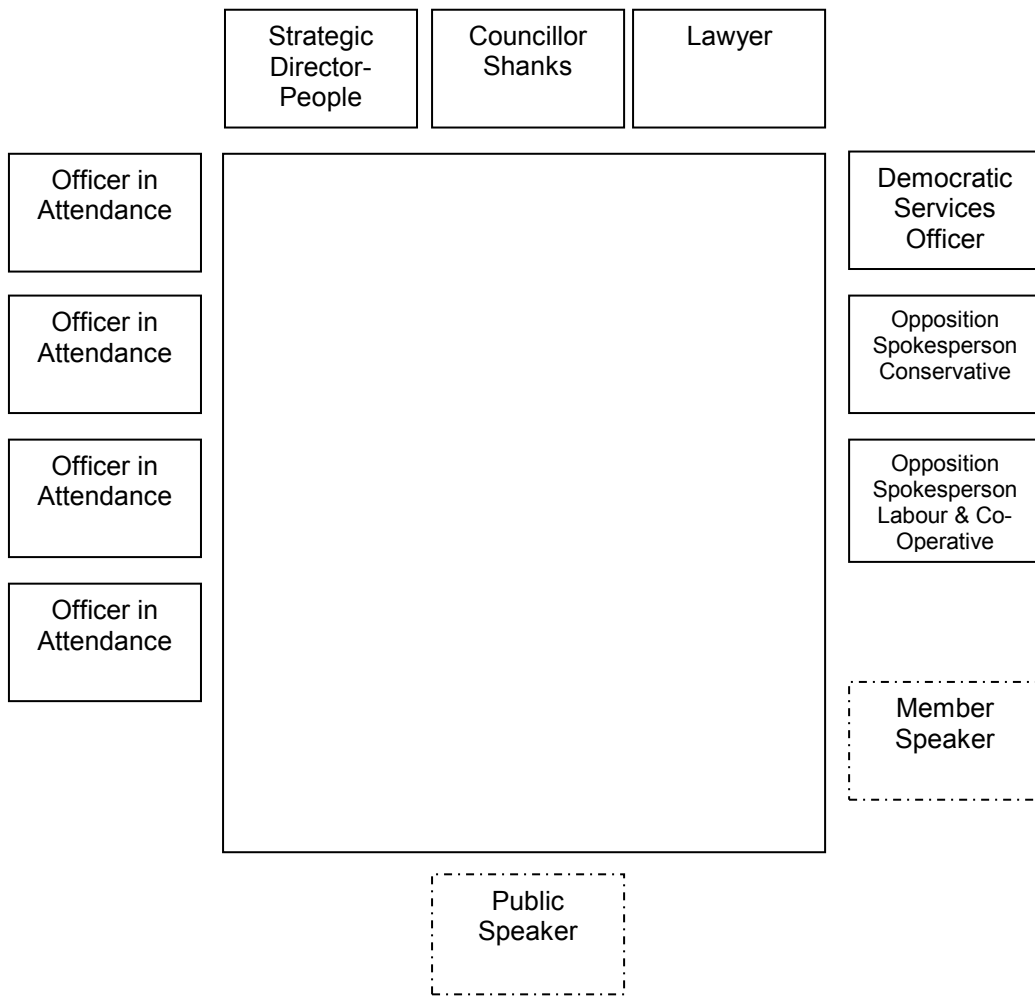 Strategic
Director-
People
Councillor
Shanks
Lawyer
Officer in
Attendance
Democratic
Services
Officer
Officer in
Attendance
Opposition
Spokesperson
Conservative
Officer in
Attendance
Opposition
Spokesperson
Labour & Co-
Operative
Officer in
Attendance
Member
Speaker
Public
Speaker